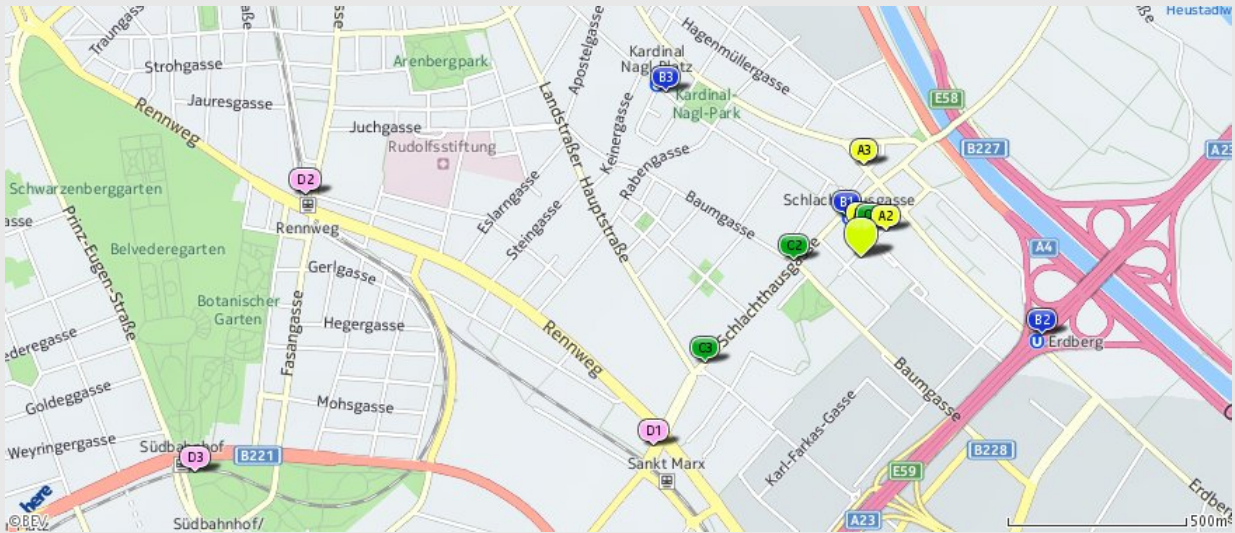 Traungasse
Strohgasse
Jauresgasse
Rennweg
Schwarzenberggarten
Belvederegarten
Prinz-Eugen-Straße
Botanischer
Garten
Goldeggasse
Weyringergasse
Südbahnhof
D3
B221
Südbahnhof/
here
©BEV
Arenbergpark
Juchgasse
Rudolfsstiftung
D2
Rennweg
Gerlgasse
Hegergasse
Fasangasse
Mohsgasse
Apostelgasse
Landstraßer Hauptstraße
Keinergasse
Rabengasse
Eslarngasse
Steingasse
Rennweg
Kardinal
Nagl-Platz
B3
Kardinal-
Nagl-Park
Hagenmüllergasse
Baumgasse
A3
B1
A2
C2
Schlachthausgasse
C3
D1
Sankt Marx
Karl-Farkas-Gasse
Baumgasse
B2
Erdberg
E58
B227
A23
A4
B228
E59
A23
500m